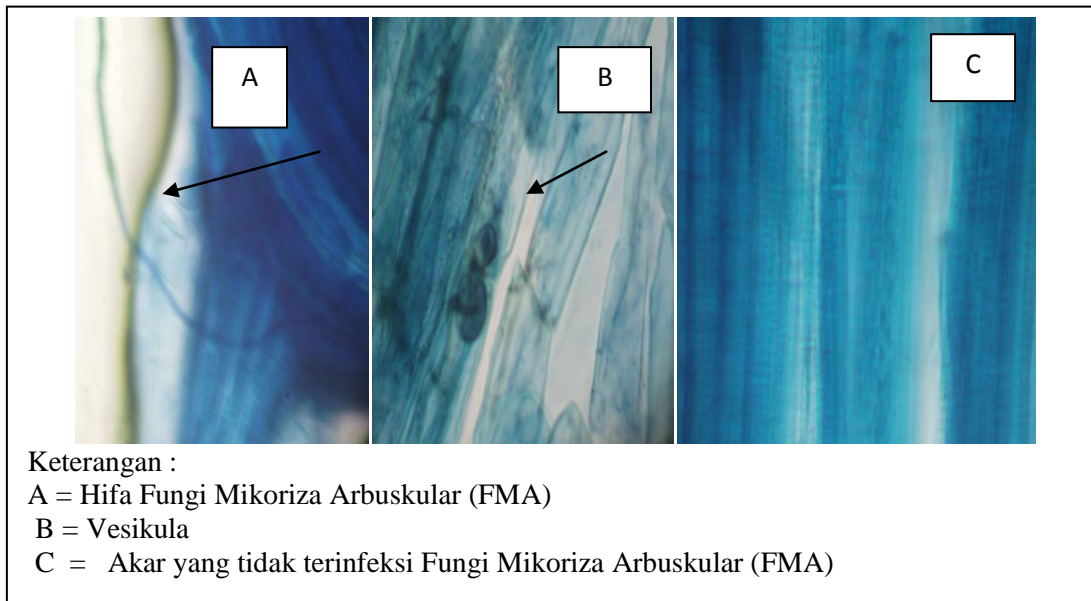 A
B
C
Keterangan :
A = Hifa Fungi Mikoriza Arbuskular (FMA)
B = Vesikula
C = Akar yang tidak terinfeksi Fungi Mikoriza Arbuskular (FMA)